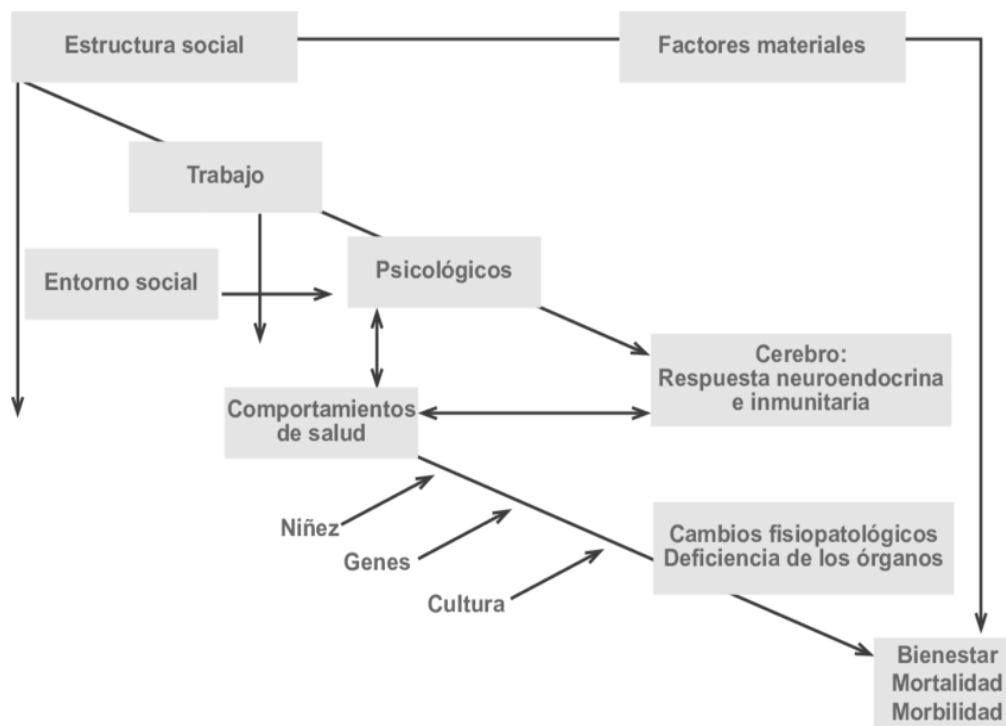 Estructura social
Factores materiales
Trabajo
Psicológicos
Entorno social
Cerebro:
Respuesta neuroendocrina
e inmunitaria
Comportamientos
de salud
Niñez
Genes
Cultura
Cambios fisiopatológicos
Deficiencia de los órganos
Bienestar
Mortalidad
Morbilidad